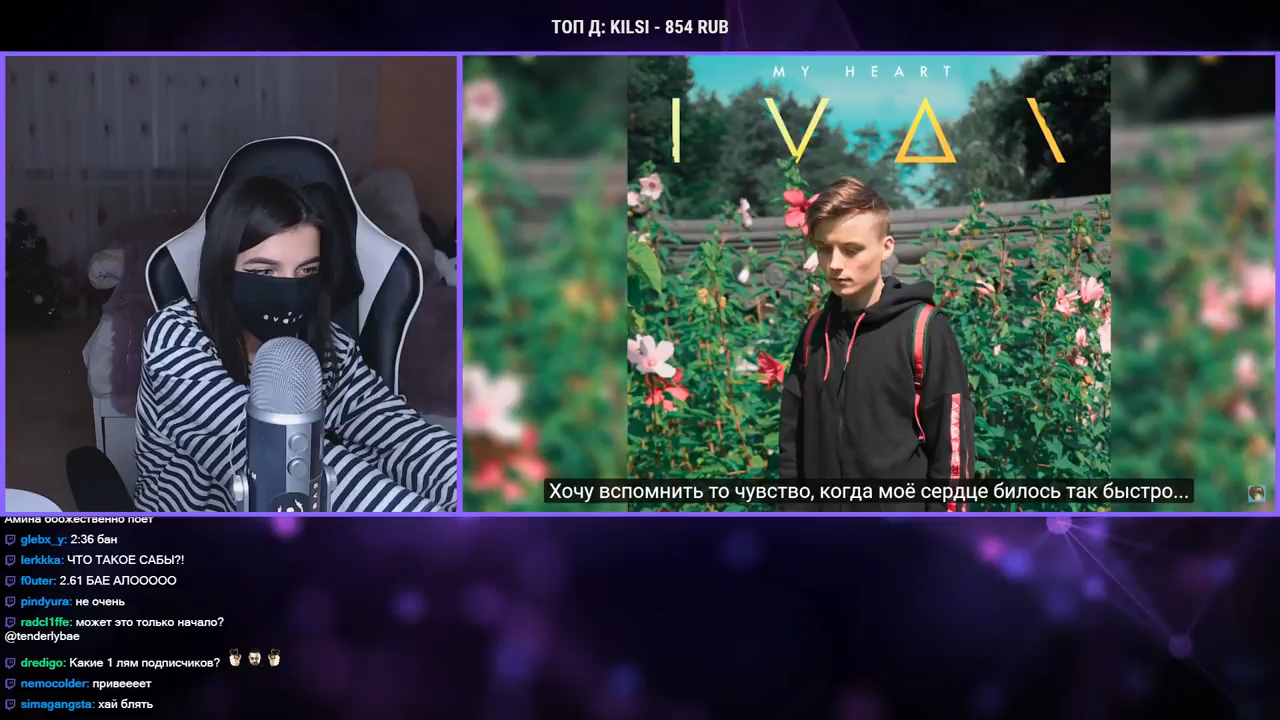 ТОП Д: KILSI - 854 RUB
MY HEART
IVAN
Хочу вспомнить то чувство, когда моё сердце билось так быстро...
Амина обожественно поет
glebx_y: 2:36 бан
lerkkka: ЧТО ТАКОЕ САБЫ?!
f0uter: 2.61 БАЕ АЛООООО
pindyura: не очень
radcl1ffe: может это только начало?
@tenderlybae
dredigo: Какие 1 лям подписчиков?
nemocolder: привеееет
simagangsta: хай блять